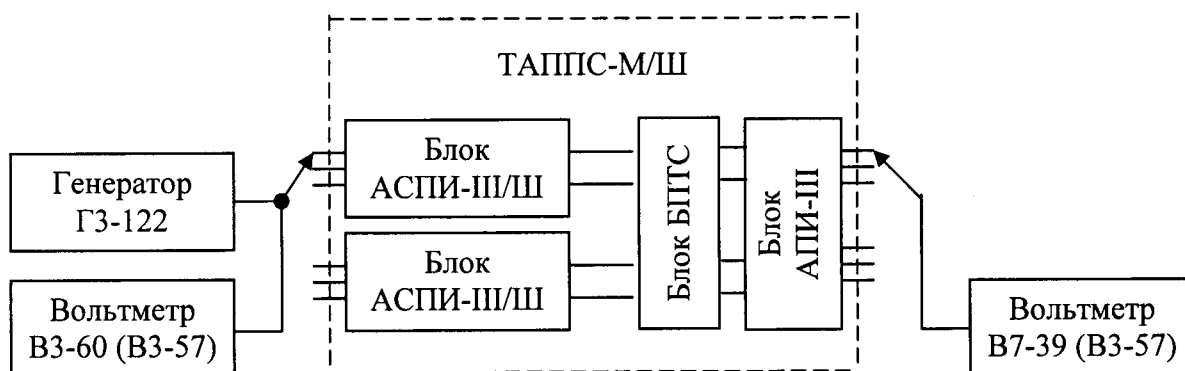 ТАППС-М/Ш
Генератор
Г3-122
Вольтметр
В3-60 (В3-57)
Блок
АСПИ-III/Ш
Блок
АСПИ-III/Ш
Блок БПТС
Блок
АПИ-III
Вольтметр
В7-39 (В3-57)